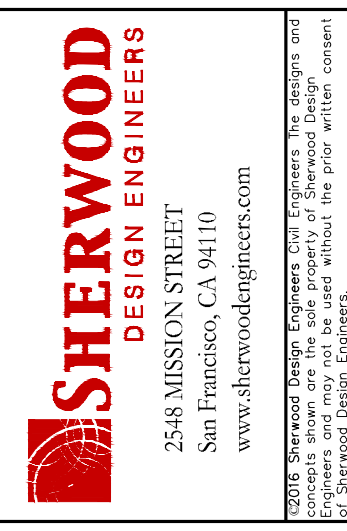 SHERWOOD
DESIGN ENGINEERS
2548 MISSION STREET
San Francisco, CA 94110
www.sherwoodengineers.com
©2016 Sherwood Design Engineers Civil Engineers The designs and
concepts shown are the sole property of Sherwood Design
Engineers and may not be used without the prior written consent
of Sherwood Design Engineers.